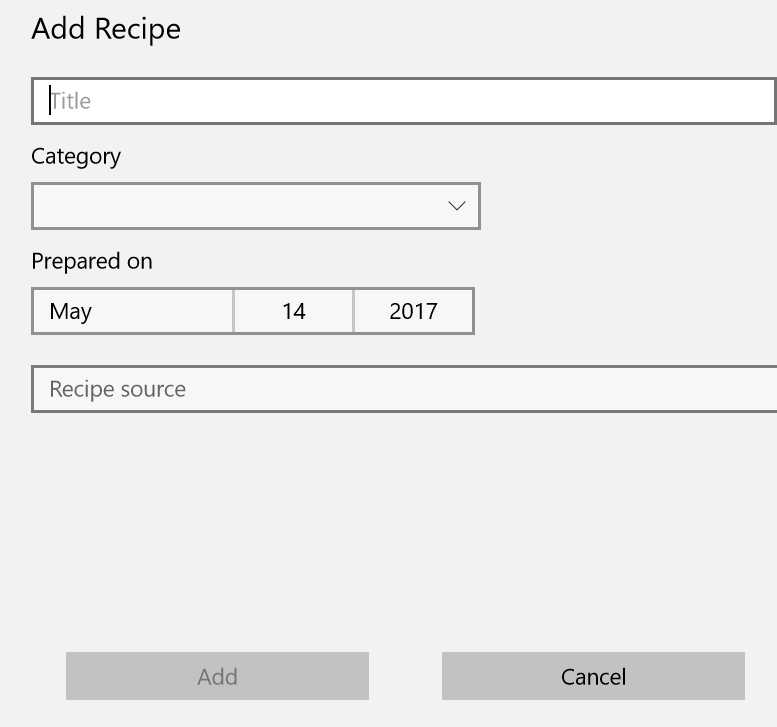 Add Recipe
Title
Category
Prepared on
May 14 2017
Recipe source
Add Cancel